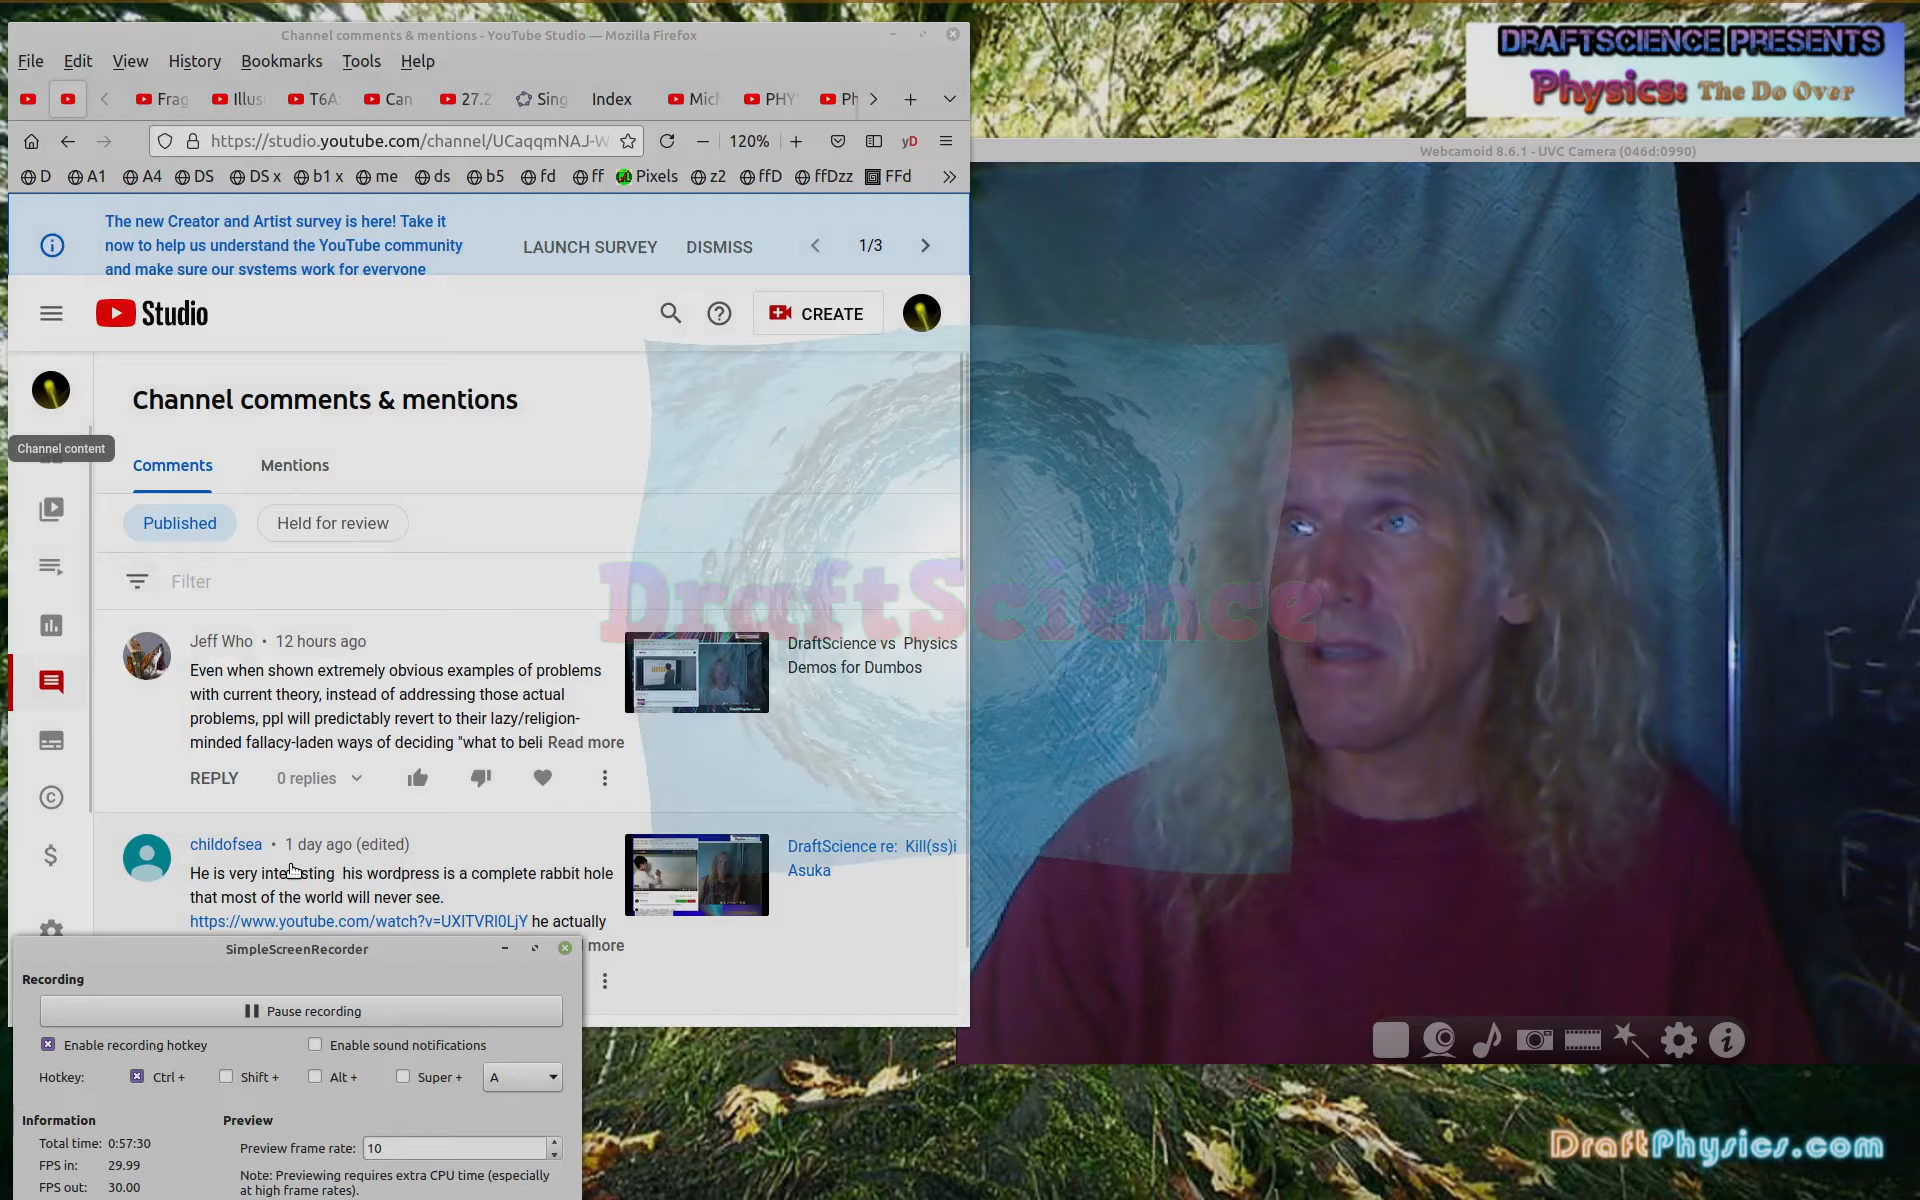 Channel comments & mentions - YouTube Studio — Mozilla Firefox
File Edit View History Bookmarks Tools Help
Frag Illus T6A Can 27.2 Sing Index Mich PHY Ph
https://studio.youtube.com/channel/UCaqqmNAJ-W 120% yD
D A1 A4 DS DS x b1 x me ds b5 fd ff Pixels z2 ffD ffDzz FFd
The new Creator and Artist survey is here! Take it
now to help us understand the YouTube community
and make sure our systems work for everyone
LAUNCH SURVEY DISMISS 1/3
Studio CREATE
Channel comments & mentions
Channel content
Comments Mentions
Published Held for review
Filter
Jeff Who • 12 hours ago
Even when shown extremely obvious examples of problems
with current theory, instead of addressing those actual
problems, ppl will predictably revert to their lazy/religion-
minded fallacy-laden ways of deciding "what to beli Read more
DraftScience vs Physics
Demos for Dumbos
REPLY 0 replies
childofsea • 1 day ago (edited)
He is very interesting his wordpress is a complete rabbit hole
that most of the world will never see.
https://www.youtube.com/watch?v=UXITVRI0LjY he actually
more
DraftScience re: Kill(ss)i
Asuka
SimpleScreenRecorder
Recording
Pause recording
Enable recording hotkey Enable sound notifications
Hotkey: Ctrl + Shift + Alt + Super + A
Information Preview
Total time: 0:57:30
FPS in: 29.99
FPS out: 30.00
Preview frame rate: 10
Note: Previewing requires extra CPU time (especially
at high frame rates).
DraftScience
DRAFTSCIENCE PRESENTS
Physics: The Do Over
Webcamoid 8.6.1 - UVC Camera (046d:0990)
DraftPhysics.com